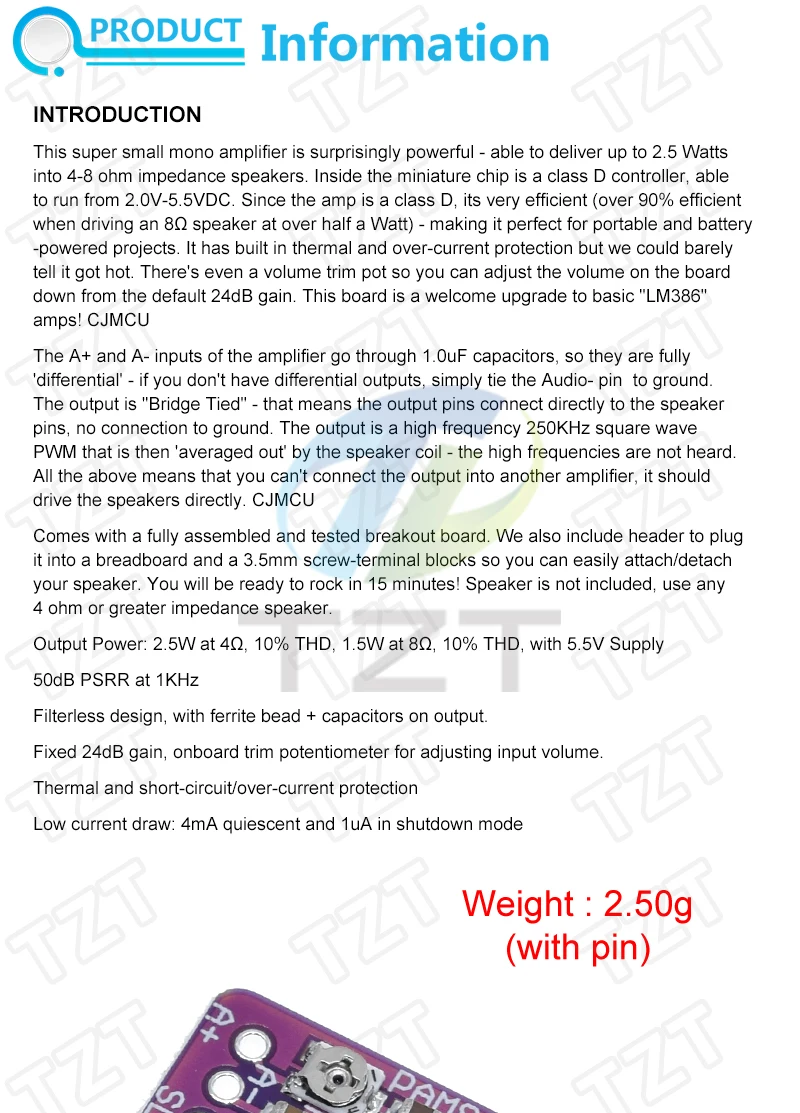 PRODUCT Information
INTRODUCTION
This super small mono amplifier is surprisingly powerful - able to deliver up to 2.5 Watts
into 4-8 ohm impedance speakers. Inside the miniature chip is a class D controller, able
to run from 2.0V-5.5VDC. Since the amp is a class D, its very efficient (over 90% efficient
when driving an 8Ω speaker at over half a Watt) - making it perfect for portable and battery
-powered projects. It has built in thermal and over-current protection but we could barely
tell it got hot. There's even a volume trim pot so you can adjust the volume on the board
down from the default 24dB gain. This board is a welcome upgrade to basic "LM386"
amps! CJMCU
The A+ and A- inputs of the amplifier go through 1.0uF capacitors, so they are fully
'differential' - if you don't have differential outputs, simply tie the Audio- pin to ground.
The output is "Bridge Tied" - that means the output pins connect directly to the speaker
pins, no connection to ground. The output is a high frequency 250KHz square wave
PWM that is then 'averaged out' by the speaker coil - the high frequencies are not heard.
All the above means that you can't connect the output into another amplifier, it should
drive the speakers directly. CJMCU
Comes with a fully assembled and tested breakout board. We also include header to plug
it into a breadboard and a 3.5mm screw-terminal blocks so you can easily attach/detach
your speaker. You will be ready to rock in 15 minutes! Speaker is not included, use any
4 ohm or greater impedance speaker.
Output Power: 2.5W at 4Ω, 10% THD, 1.5W at 8Ω, 10% THD, with 5.5V Supply
50dB PSRR at 1KHz
Filterless design, with ferrite bead + capacitors on output.
Fixed 24dB gain, onboard trim potentiometer for adjusting input volume.
Thermal and short-circuit/over-current protection
Low current draw: 4mA quiescent and 1uA in shutdown mode
Weight : 2.50g
(with pin)
A+
A-
TZT